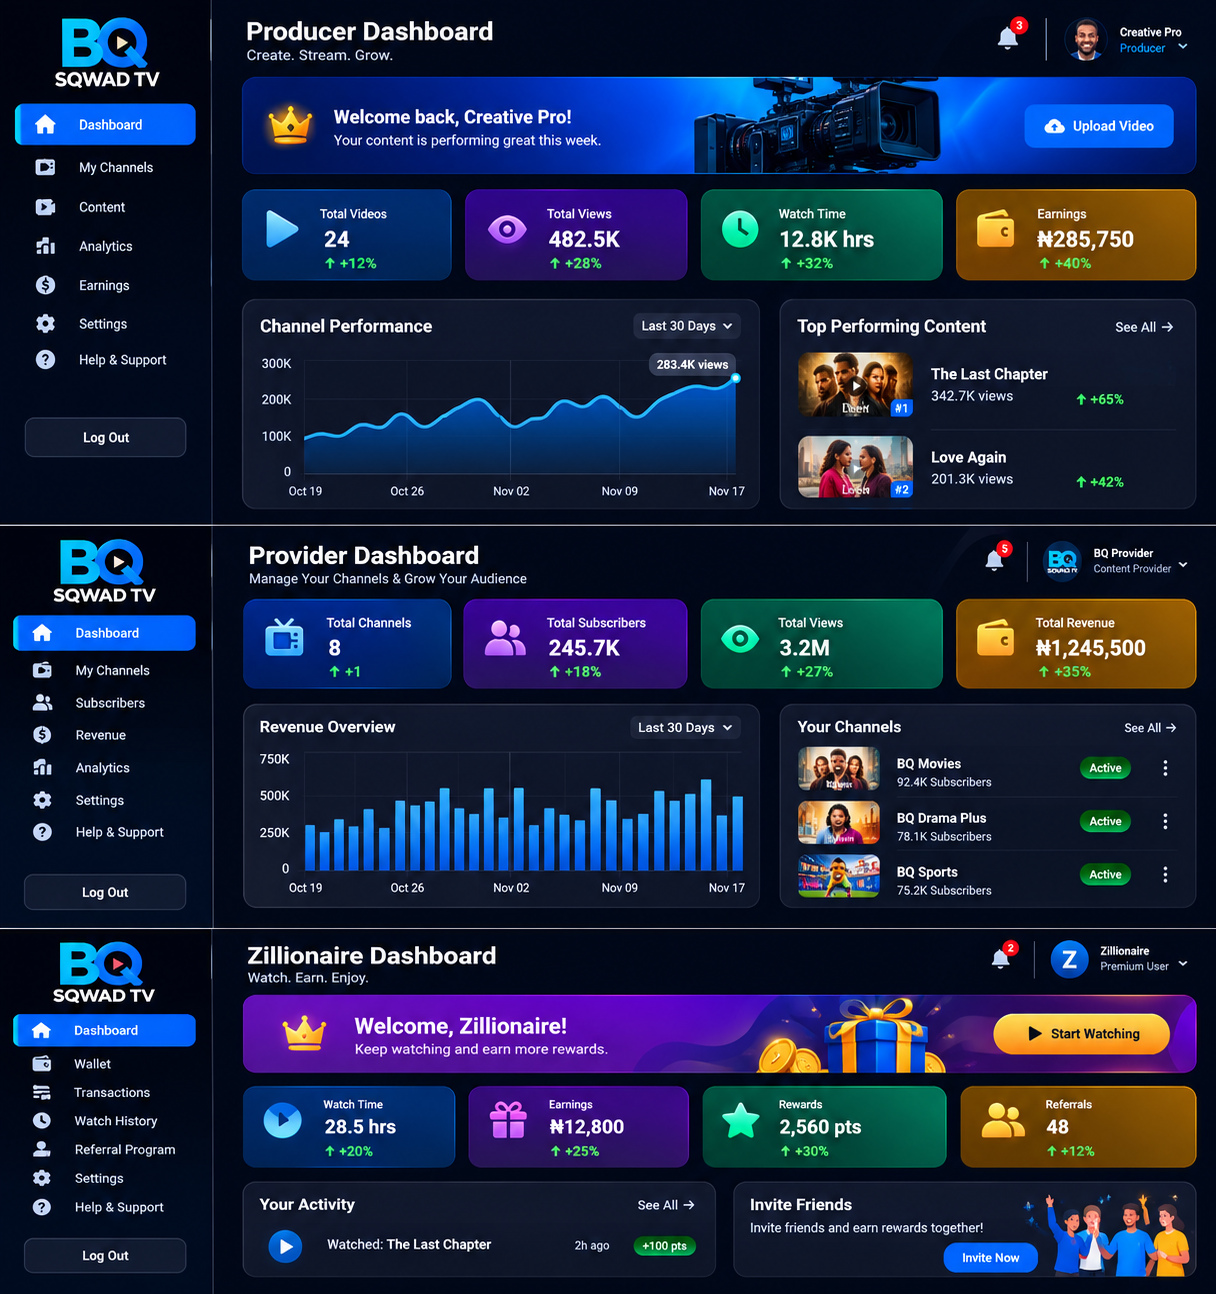 BQ
SQWAD TV
Dashboard
My Channels
Content
Analytics
Earnings
Settings
Help & Support
Log Out
Producer Dashboard
Create. Stream. Grow.
3
Creative Pro
Producer
Welcome back, Creative Pro!
Your content is performing great this week.
Upload Video
Total Videos
24
+12%
Total Views
482.5K
+28%
Watch Time
12.8K hrs
+32%
Earnings
₦285,750
+40%
Channel Performance
Last 30 Days
283.4K views
300K
200K
100K
0
Oct 19
Oct 26
Nov 02
Nov 09
Nov 17
Top Performing Content
See All →
#1
The Last Chapter
342.7K views
+65%
#2
Love Again
201.3K views
+42%
BQ
SQWAD TV
Dashboard
My Channels
Subscribers
Revenue
Analytics
Settings
Help & Support
Log Out
Provider Dashboard
Manage Your Channels & Grow Your Audience
5
BQ
BQ Provider
Content Provider
Total Channels
8
+1
Total Subscribers
245.7K
+18%
Total Views
3.2M
+27%
Total Revenue
₦1,245,500
+35%
Revenue Overview
Last 30 Days
750K
500K
250K
0
Oct 19
Oct 26
Nov 02
Nov 09
Nov 17
Your Channels
See All →
BQ Movies
92.4K Subscribers
Active
BQ Drama Plus
78.1K Subscribers
Active
BQ Sports
75.2K Subscribers
Active
BQ
SQWAD TV
Dashboard
Wallet
Transactions
Watch History
Referral Program
Settings
Help & Support
Log Out
Zillionaire Dashboard
Watch. Earn. Enjoy.
2
Z
Zillionaire
Premium User
Welcome, Zillionaire!
Keep watching and earn more rewards.
Start Watching
Watch Time
28.5 hrs
+20%
Earnings
₦12,800
+25%
Rewards
2,560 pts
+30%
Referrals
48
+12%
Your Activity
See All →
Watched: The Last Chapter
2h ago
+100 pts
Invite Friends
Invite friends and earn rewards together!
Invite Now